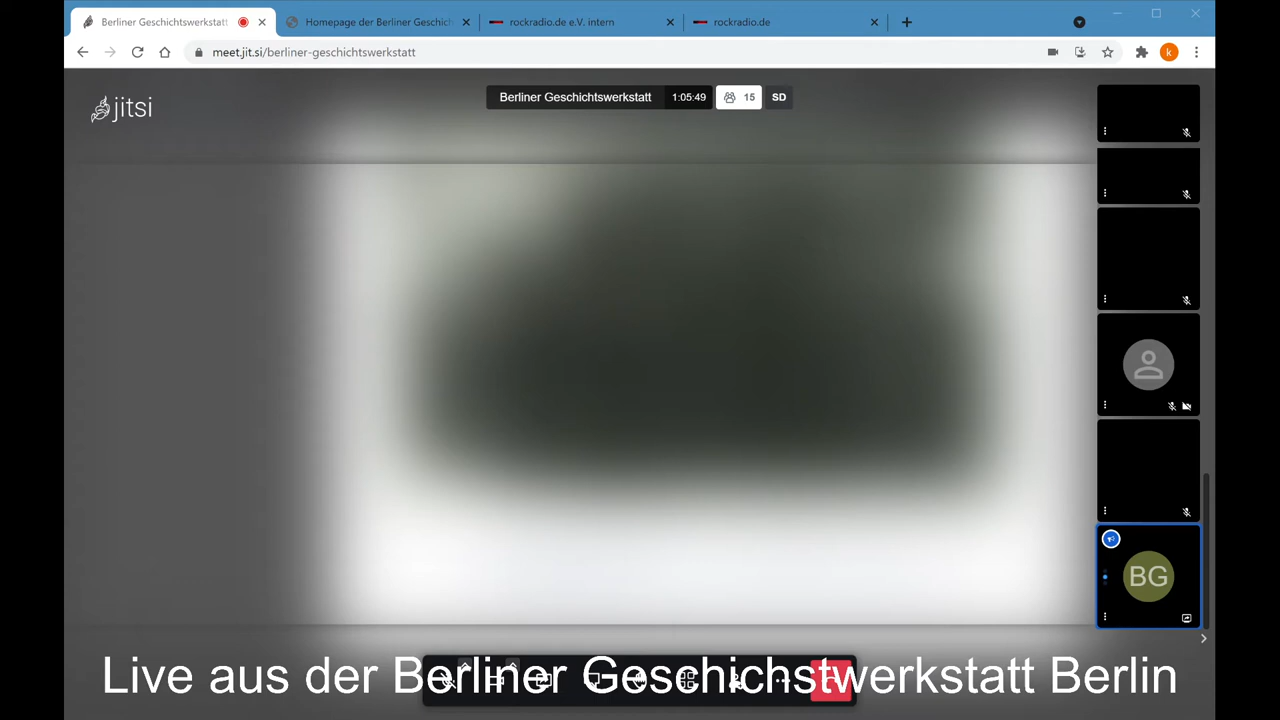 Berliner Geschichtswerkstatt
Homepage der Berliner Geschich
rockradio.de e.V. intern
rockradio.de
meet.jit.si/berliner-geschichtswerkstatt
k
jitsi
Berliner Geschichtswerkstatt 1:05:49 15 SD
BG
Live aus der Berliner Geschichstwerkstatt Berlin